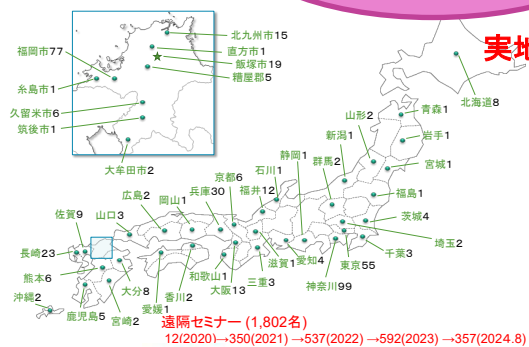 実地
北九州市15
直方市1
飯塚市19
糟屋郡5
福岡市77
糸島市1
久留米市6
筑後市1
大牟田市2
北海道8
青森1
岩手1
宮城1
山形2
新潟1
福島1
群馬2
茨城4
埼玉2
千葉3
東京55
神奈川99
静岡1
石川1
福井12
京都6
兵庫30
岡山1
広島2
山口3
佐賀9
長崎23
熊本6
沖縄2
鹿児島5
宮崎2
大分8
愛媛1
香川2
和歌山1
大阪13
三重3
滋賀1
愛知4
遠隔セミナー (1,802名)
12(2020)→350(2021) →537(2022) →592(2023) →357(2024.8)